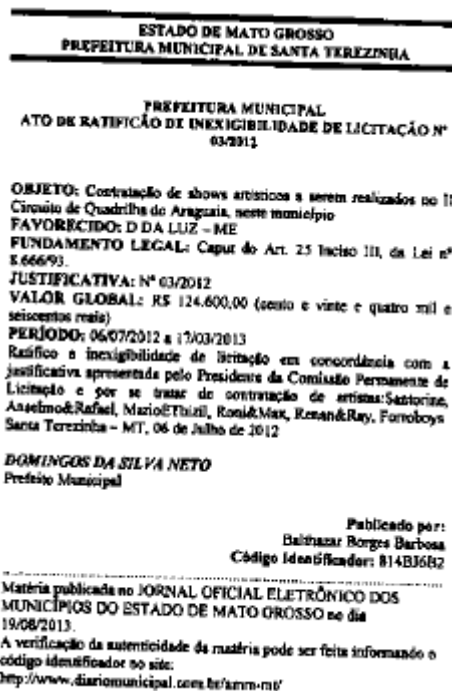 ESTADO DE MATO GROSSO
PREFEITURA MUNICIPAL DE SANTA TEREZINHA
PREFEITURA MUNICIPAL
ATO DE RATIFICÃO DE INEXIGIBILIDADE DE LICITAÇÃO Nº
03/2012
OBJETO: Contratação de shows artísticos a serem realizados no II
Circuito de Quadrilha do Araguaia, neste município
FAVORECIDO: D DA LUZ – ME
FUNDAMENTO LEGAL: Caput do Art. 25 Inciso III, da Lei nº
8.666/93.
JUSTIFICATIVA: Nº 03/2012
VALOR GLOBAL: R$ 124.600,00 (cento e vinte e quatro mil e
seiscentos reais)
PERÍODO: 06/07/2012 a 17/03/2013
Ratifico a inexigibilidade de licitação em concordância com a
justificativa apresentada pelo Presidente da Comissão Permanente de
Licitação e por se tratar de contratação de artistas:Santorine,
Anselmo&Rafael, Roni&Max, Renan&Ray, Forroboys
Santa Terezinha – MT, 06 de Julho de 2012
DOMINGOS DA SILVA NETO
Prefeito Municipal
Publicado por:
Balthazar Borges Barbosa
Código Identificador:
Matéria publicada no JORNAL OFICIAL ELETRÔNICO DOS
MUNICÍPIOS DO ESTADO DE MATO GROSSO no dia
19/08/2013.
A verificação da autenticidade da matéria pode ser feita informando o
código identificador no site:
http://www.diariomunicipal.com.br/amm-mt/